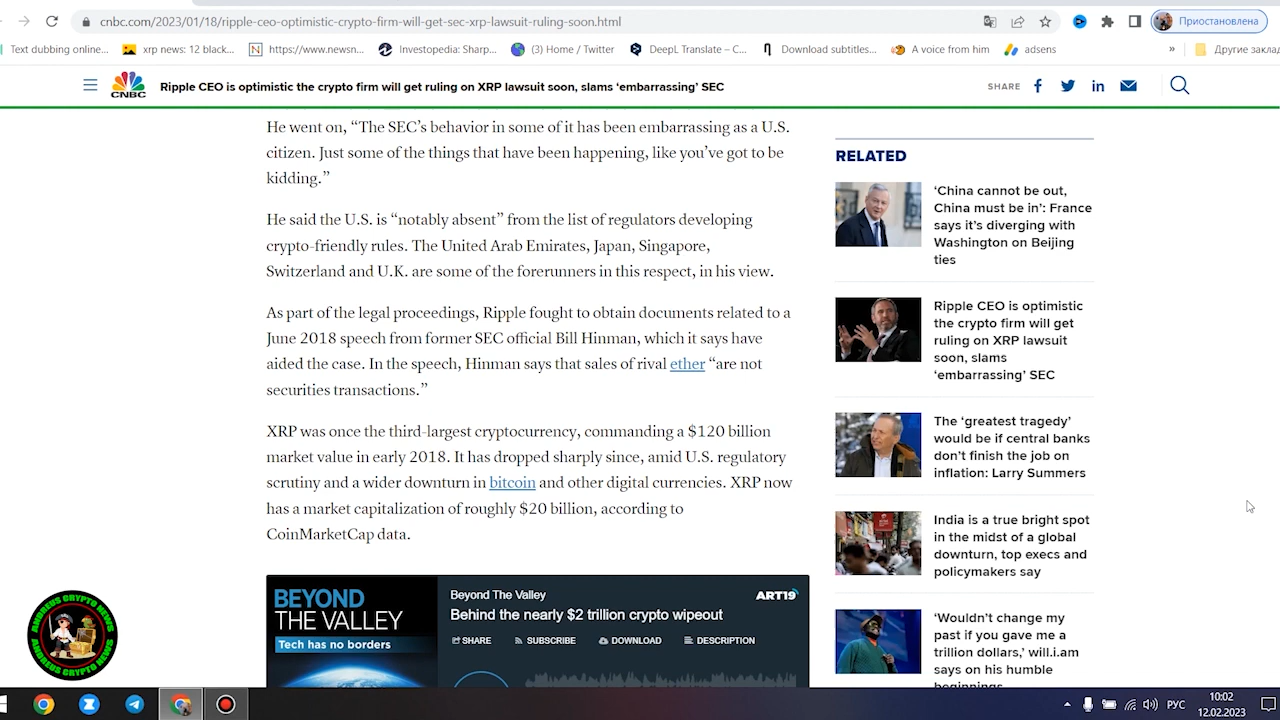 cnbc.com/2023/01/18/ripple-ceo-optimistic-crypto-firm-will-get-sec-xrp-lawsuit-ruling-soon.html
Приостановлена
Text dubbing online...
xrp news: 12 black...
https://www.newsn...
Investopedia: Sharp...
(3) Home / Twitter
DeepL Translate – C...
Download subtitles...
A voice from him
adsens
»
Другие заклад
CNBC
Ripple CEO is optimistic the crypto firm will get ruling on XRP lawsuit soon, slams ‘embarrassing’ SEC
SHARE
He went on, “The SEC’s behavior in some of it has been embarrassing as a U.S.
citizen. Just some of the things that have been happening, like you’ve got to be
kidding.”
He said the U.S. is “notably absent” from the list of regulators developing
crypto-friendly rules. The United Arab Emirates, Japan, Singapore,
Switzerland and U.K. are some of the forerunners in this respect, in his view.
As part of the legal proceedings, Ripple fought to obtain documents related to a
June 2018 speech from former SEC official Bill Hinman, which it says have
aided the case. In the speech, Hinman says that sales of rival ether “are not
securities transactions.”
XRP was once the third-largest cryptocurrency, commanding a $120 billion
market value in early 2018. It has dropped sharply since, amid U.S. regulatory
scrutiny and a wider downturn in bitcoin and other digital currencies. XRP now
has a market capitalization of roughly $20 billion, according to
CoinMarketCap data.
BEYOND
THE VALLEY
Tech has no borders
Beyond The Valley
Behind the nearly $2 trillion crypto wipeout
ART19
SHARE
SUBSCRIBE
DOWNLOAD
DESCRIPTION
RELATED
‘China cannot be out,
China must be in’: France
says it’s diverging with
Washington on Beijing
ties
Ripple CEO is optimistic
the crypto firm will get
ruling on XRP lawsuit
soon, slams
‘embarrassing’ SEC
The ‘greatest tragedy’
would be if central banks
don’t finish the job on
inflation: Larry Summers
India is a true bright spot
in the midst of a global
downturn, top execs and
policymakers say
‘Wouldn’t change my
past if you gave me a
trillion dollars,’ will.i.am
says on his humble
beginnings
ANDREUS CRYPTO NEWS
ANDREUS CRYPTO NEWS
РУС
10:02
12.02.2023